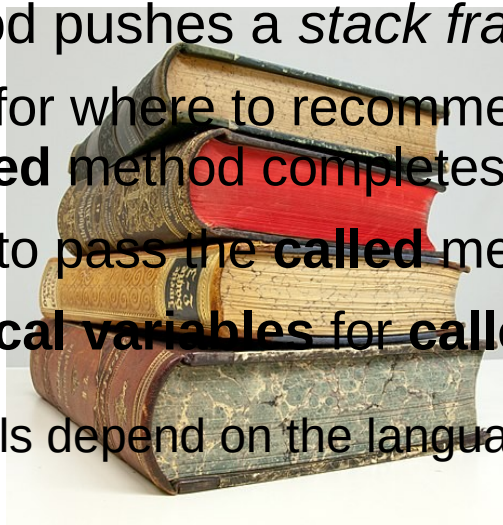 od pushes a stack fra
for where to recomme
ed method completes
to pass the called me
cal variables for calle
ls depend on the langua